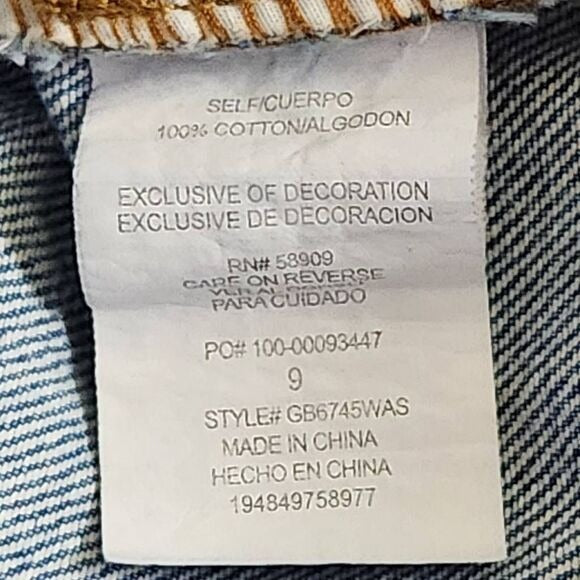 SELF/CUERPO
100% COTTON/ALGODON
EXCLUSIVE OF DECORATION
EXCLUSIVE DE DECORACION
RN# 58909
CARE ON REVERSE
PARA CUIDADO
PO# 100-00093447
9
STYLE# GB6745WAS
MADE IN CHINA
HECHO EN CHINA
194849758977